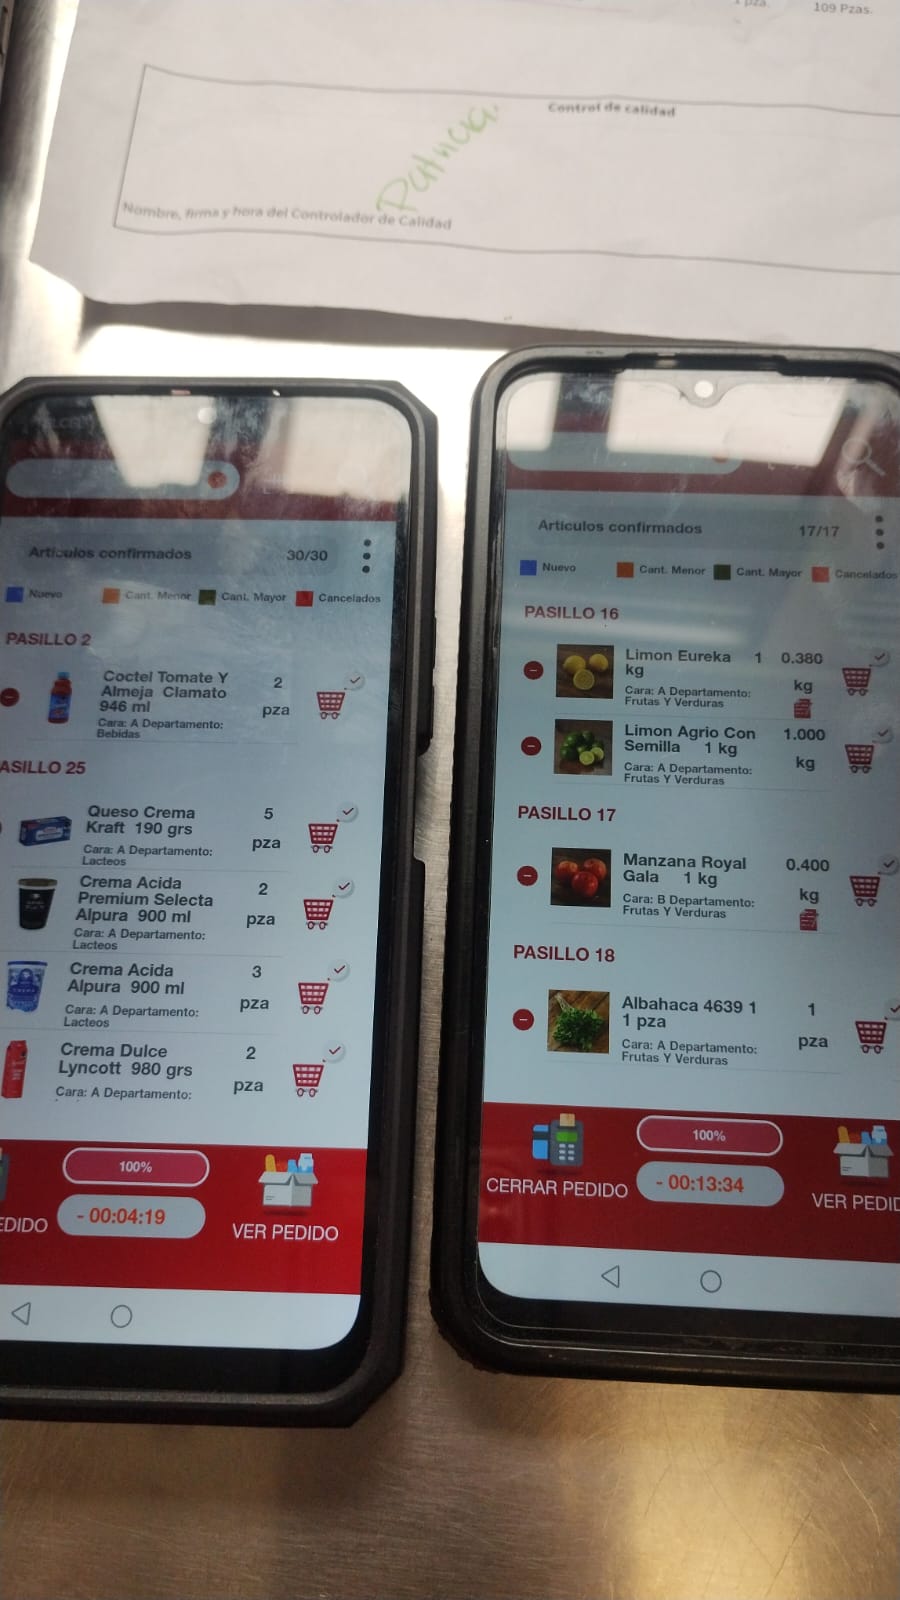 1 pza.
109 Pzas.
Control de calidad
Patricia.
Nombre, firma y hora del Controlador de Calidad
Articulos confirmados
30/30
Nuevo
Cant. Menor
Cant. Mayor
Cancelados
PASILLO 2
Coctel Tomate Y
Almeja Clamato
946 ml
Cara: A Departamento:
Bebidas
2
pza
ASILLO 25
Queso Crema
Kraft 190 grs
Cara: A Departamento:
Lacteos
5
pza
Crema Acida
Premium Selecta
Alpura 900 ml
Cara: A Departamento:
Lacteos
2
pza
Crema Acida
Alpura 900 ml
Cara: A Departamento:
Lacteos
3
pza
Crema Dulce
Lyncott 980 grs
Cara: A Departamento:
2
pza
EDIDO
100%
- 00:04:19
VER PEDIDO
Articulos confirmados
17/17
Nuevo
Cant. Menor
Cant. Mayor
Cancelados
PASILLO 16
Limon Eureka 1
kg
Cara: A Departamento:
Frutas Y Verduras
0.380
kg
Limon Agrio Con
Semilla 1 kg
Cara: A Departamento:
Frutas Y Verduras
1.000
kg
PASILLO 17
Manzana Royal
Gala 1 kg
Cara: B Departamento:
Frutas Y Verduras
0.400
kg
PASILLO 18
Albahaca 4639 1
1 pza
Cara: A Departamento:
Frutas Y Verduras
1
pza
CERRAR PEDIDO
100%
- 00:13:34
VER PEDID